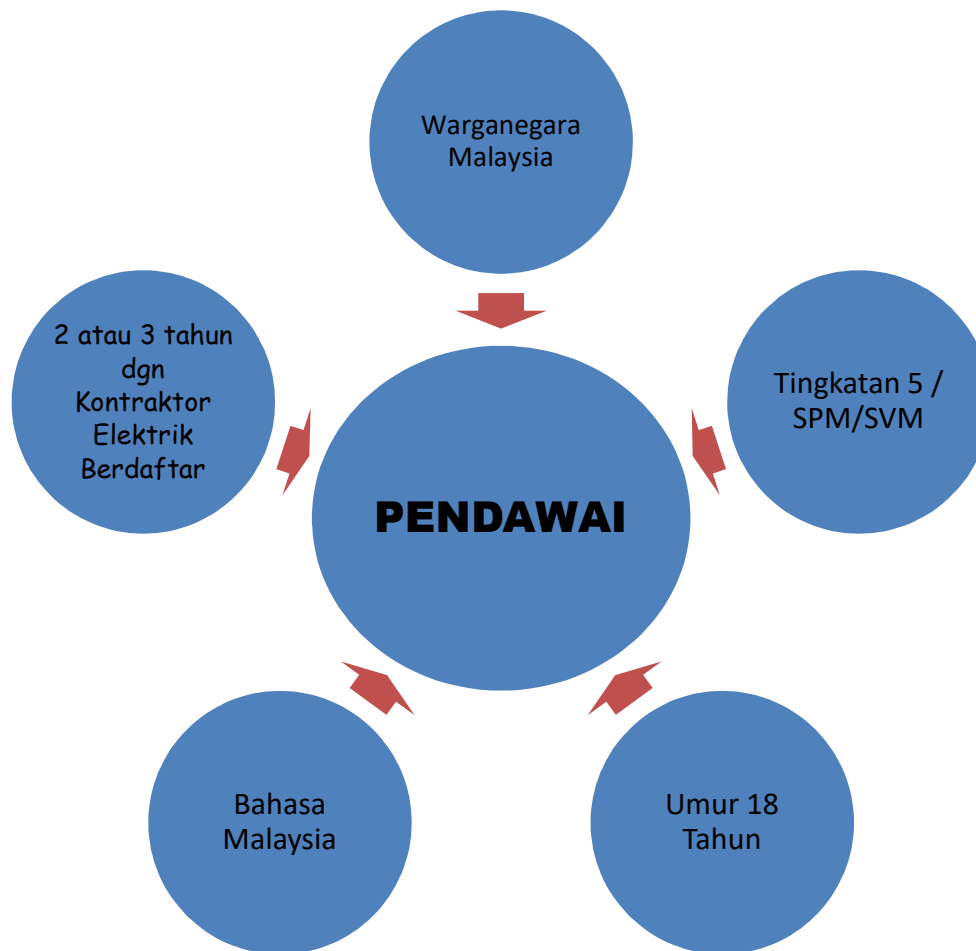 Warganegara
Malaysia
2 atau 3 tahun
dgn
Kontraktor
Elektrik
Berdaftar
Tingkatan 5 /
SPM/SVM
PENDAWAI
Bahasa
Malaysia
Umur 18
Tahun